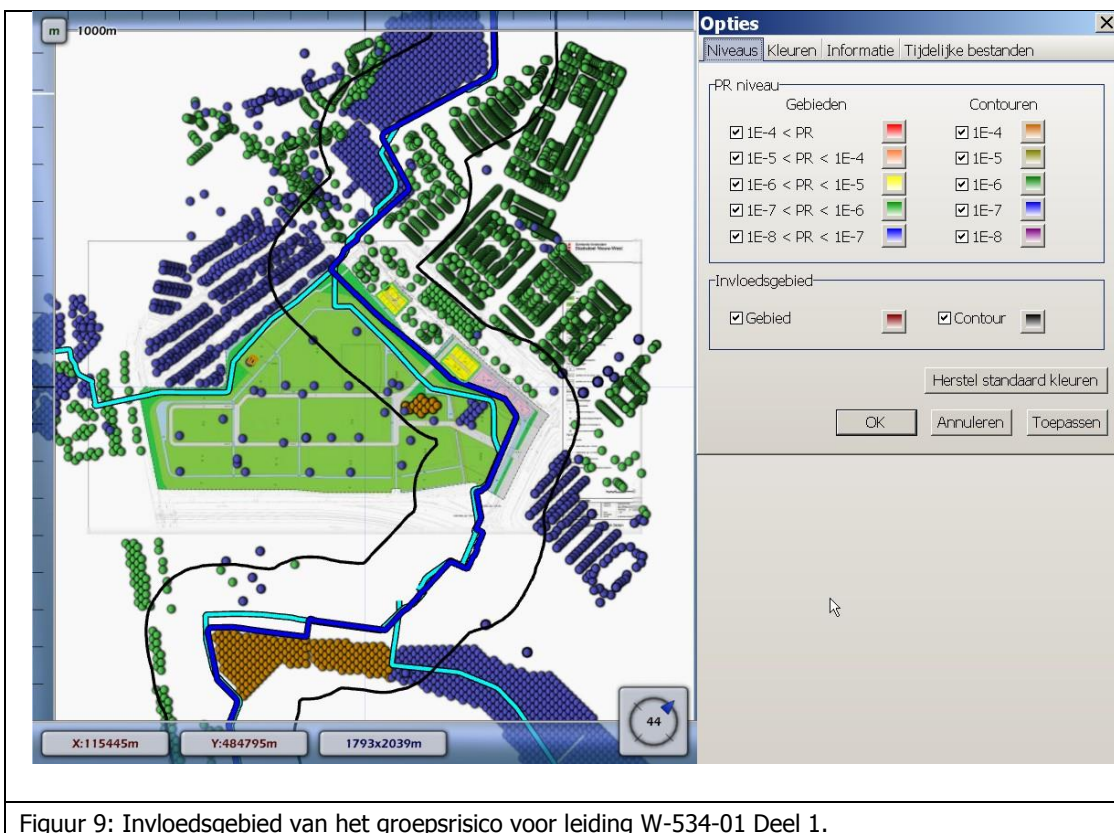 m
1000m
44
X:115445m
Y:484795m
1793x2039m
Opties
Niveaus Kleuren Informatie Tijdelijke bestanden
PR niveau
Gebieden Contouren
1E-4 < PR 1E-4
1E-5 < PR < 1E-4 1E-5
1E-6 < PR < 1E-5 1E-6
1E-7 < PR < 1E-6 1E-7
1E-8 < PR < 1E-7 1E-8
Invloedsgebied
Gebied Contour
Herstel standaard kleuren
OK Annuleren Toepassen
Figuur 9: Invloedsgebied van het groepsrisico voor leiding W-534-01 Deel 1.